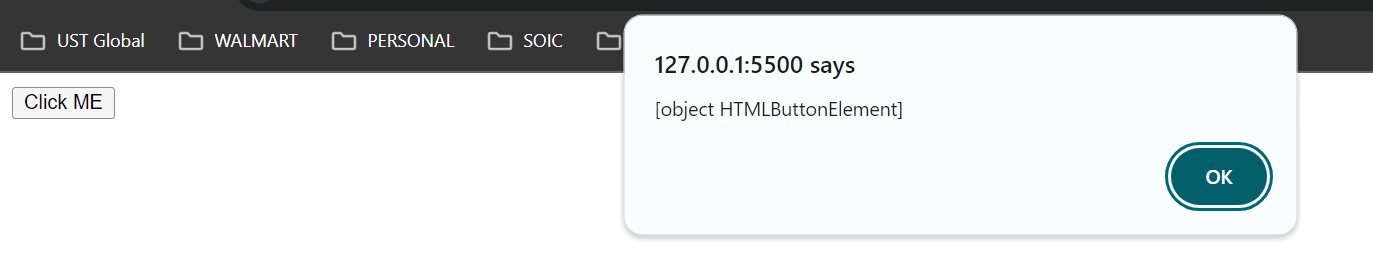 UST Global WALMART PERSONAL SOIC
127.0.0.1:5500 says
Click ME
[object HTMLButtonElement]
OK